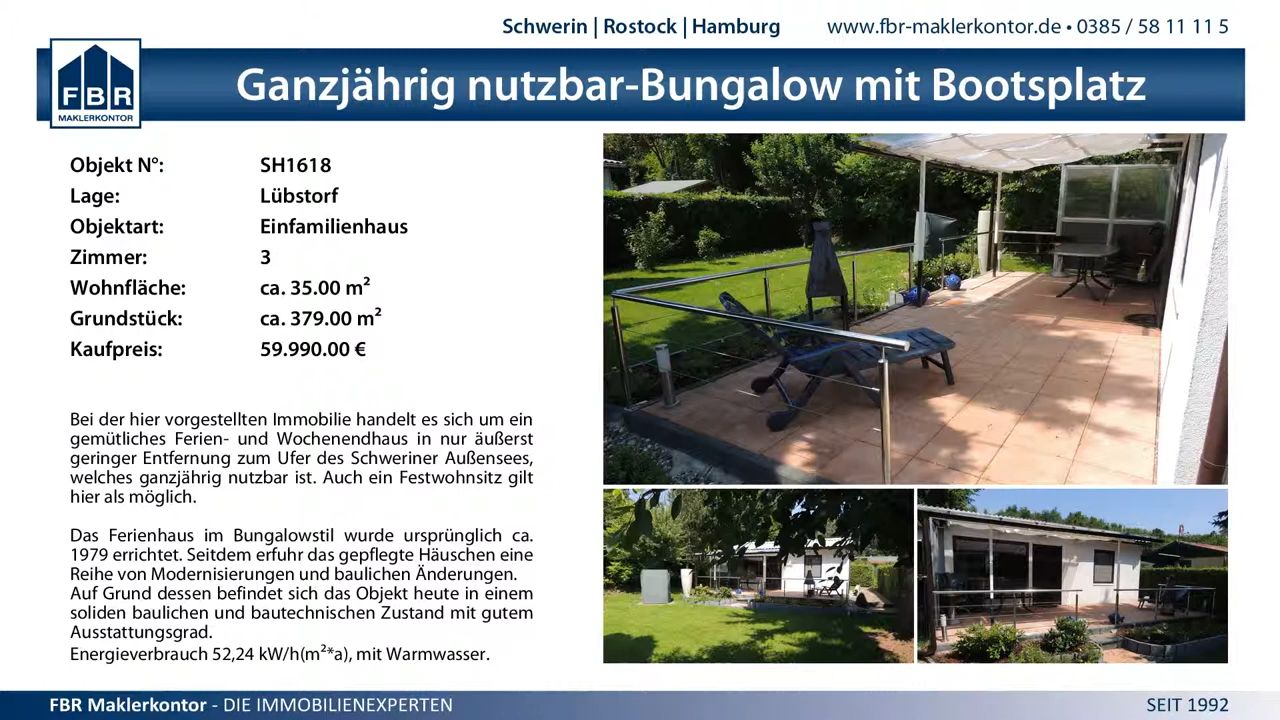 Schwerin | Rostock | Hamburg www.fbr-maklerkontor.de • 0385 / 58 11 11 5
FBR
MAKLERKONTOR
Ganzjährig nutzbar-Bungalow mit Bootsplatz
Objekt N°: SH1618
Lage: Lübstorf
Objektart: Einfamilienhaus
Zimmer: 3
Wohnfläche: ca. 35.00 m²
Grundstück: ca. 379.00 m²
Kaufpreis: 59.990.00 €
Bei der hier vorgestellten Immobilie handelt es sich um ein
gemütliches Ferien- und Wochenendhaus in nur äußerst
geringer Entfernung zum Ufer des Schweriner Außensees,
welches ganzjährig nutzbar ist. Auch ein Festwohnsitz gilt
hier als möglich.
Das Ferienhaus im Bungalowstil wurde ursprünglich ca.
1979 errichtet. Seitdem erfuhr das gepflegte Häuschen eine
Reihe von Modernisierungen und baulichen Änderungen.
Auf Grund dessen befindet sich das Objekt heute in einem
soliden baulichen und bautechnischen Zustand mit gutem
Ausstattungsgrad.
Energieverbrauch 52,24 kW/h(m²*a), mit Warmwasser.
FBR Maklerkontor - DIE IMMOBILIENEXPERTEN SEIT 1992